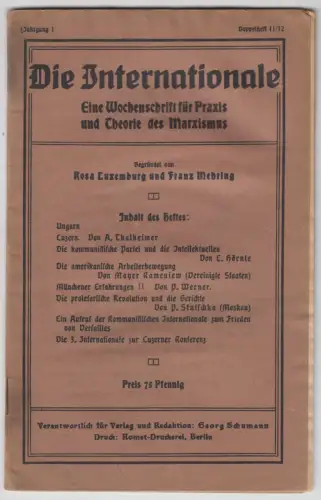 Jahrgang 1 Doppelheft 11/12
Die Internationale
Eine Wochenschrift für Praxis
und Theorie des Marxismus
Begründet von
Rosa Luxemburg und Franz Mehring
Inhalt des Heftes:
Ungarn
Luzern. Von A. Thalheimer
Die kommunistische Partei und die Intellektuellen
Von E. Hörnle
Die amerikanische Arbeiterbewegung
Von Mayer Romeniew (Vereinigte Staaten)
Münchener Erfahrungen II Von P. Werner.
Die proletarische Revolution und die Gerichte
Von P. Stutschka (Moskau)
Ein Aufruf der Kommunistischen Internationale zum Frieden
von Versailles
Die 3. Internationale zur Luzerner Konferenz
Preis 75 Pfennig
Verantwortlich für Verlag und Redaktion: Georg Schumann
Druck: Komet-Druckerei, Berlin